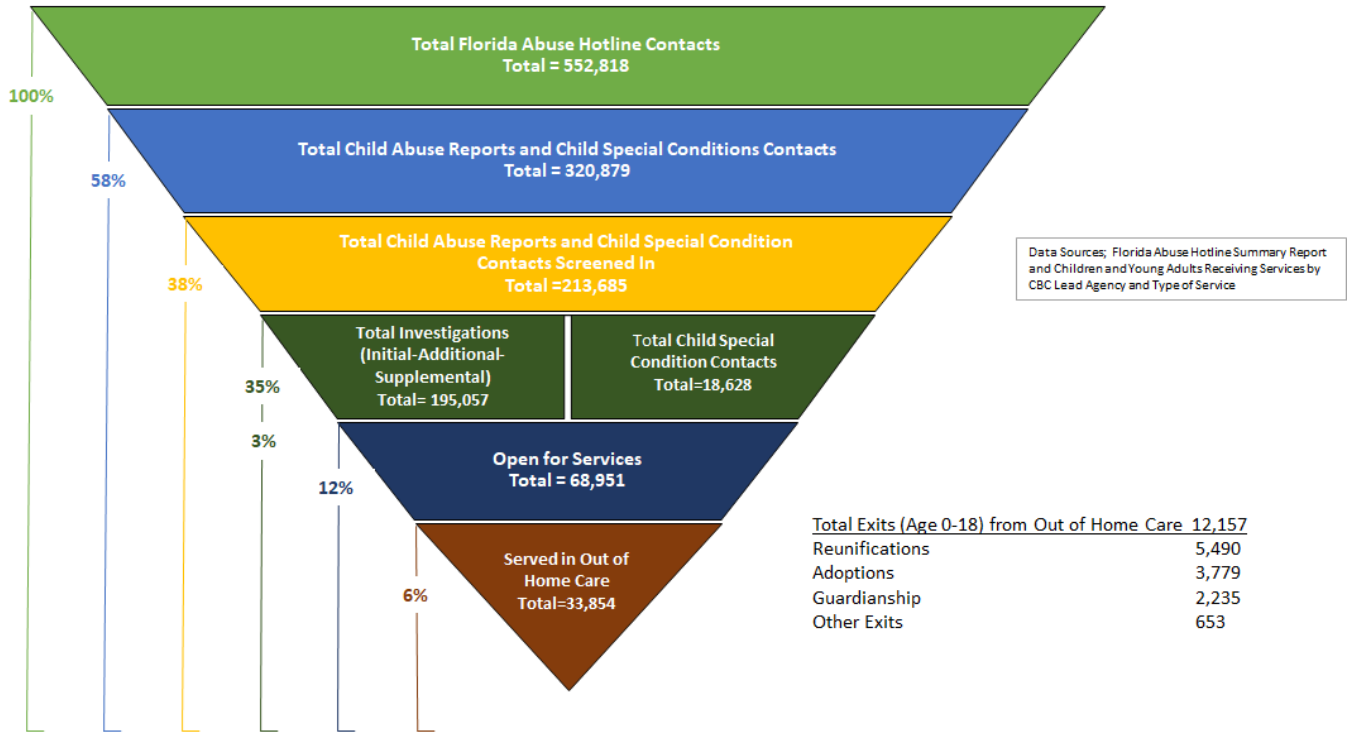 Total Florida Abuse Hotline Contacts
Total = 552,818
100%
Total Child Abuse Reports and Child Special Conditions Contacts
Total = 320,879
58%
Total Child Abuse Reports and Child Special Condition
Contacts Screened In
Total =213,685
38%
Data Sources; Florida Abuse Hotline Summary Report
and Children and Young Adults Receiving Services by
CBC Lead Agency and Type of Service
Total Investigations
(Initial-Additional-
Supplemental)
Total= 195,057
Total Child Special
Condition Contacts
Total=18,628
35%
3%
Open for Services
Total = 68,951
12%
Served in Out of
Home Care
Total=33,854
6%
Total Exits (Age 0-18) from Out of Home Care 12,157
Reunifications 5,490
Adoptions 3,779
Guardianship 2,235
Other Exits 653